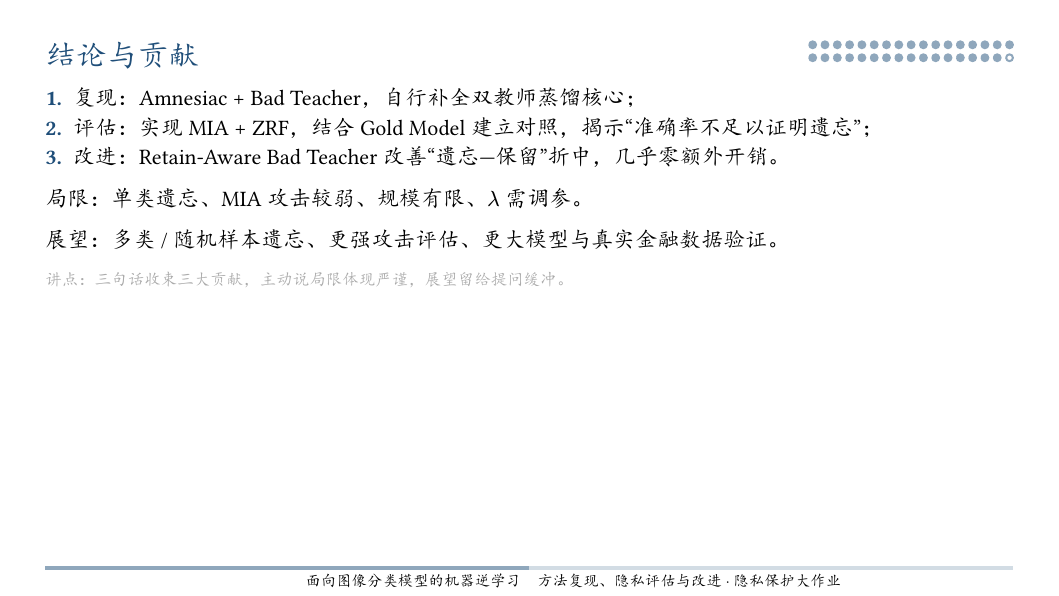 结论与贡献
1. 复现：Amnesiac + Bad Teacher，自行补全双教师蒸馏核心；
2. 评估：实现 MIA + ZRF，结合 Gold Model 建立对照，揭示“准确率不足以证明遗忘”；
3. 改进：Retain-Aware Bad Teacher 改善“遗忘—保留”折中，几乎零额外开销。
局限：单类遗忘、MIA 攻击较弱、规模有限、λ 需调参。
展望：多类 / 随机样本遗忘、更强攻击评估、更大模型与真实金融数据验证。
讲点：三句话收束三大贡献，主动说局限体现严谨，展望留给提问缓冲。
面向图像分类模型的机器逆学习 方法复现、隐私评估与改进 · 隐私保护大作业